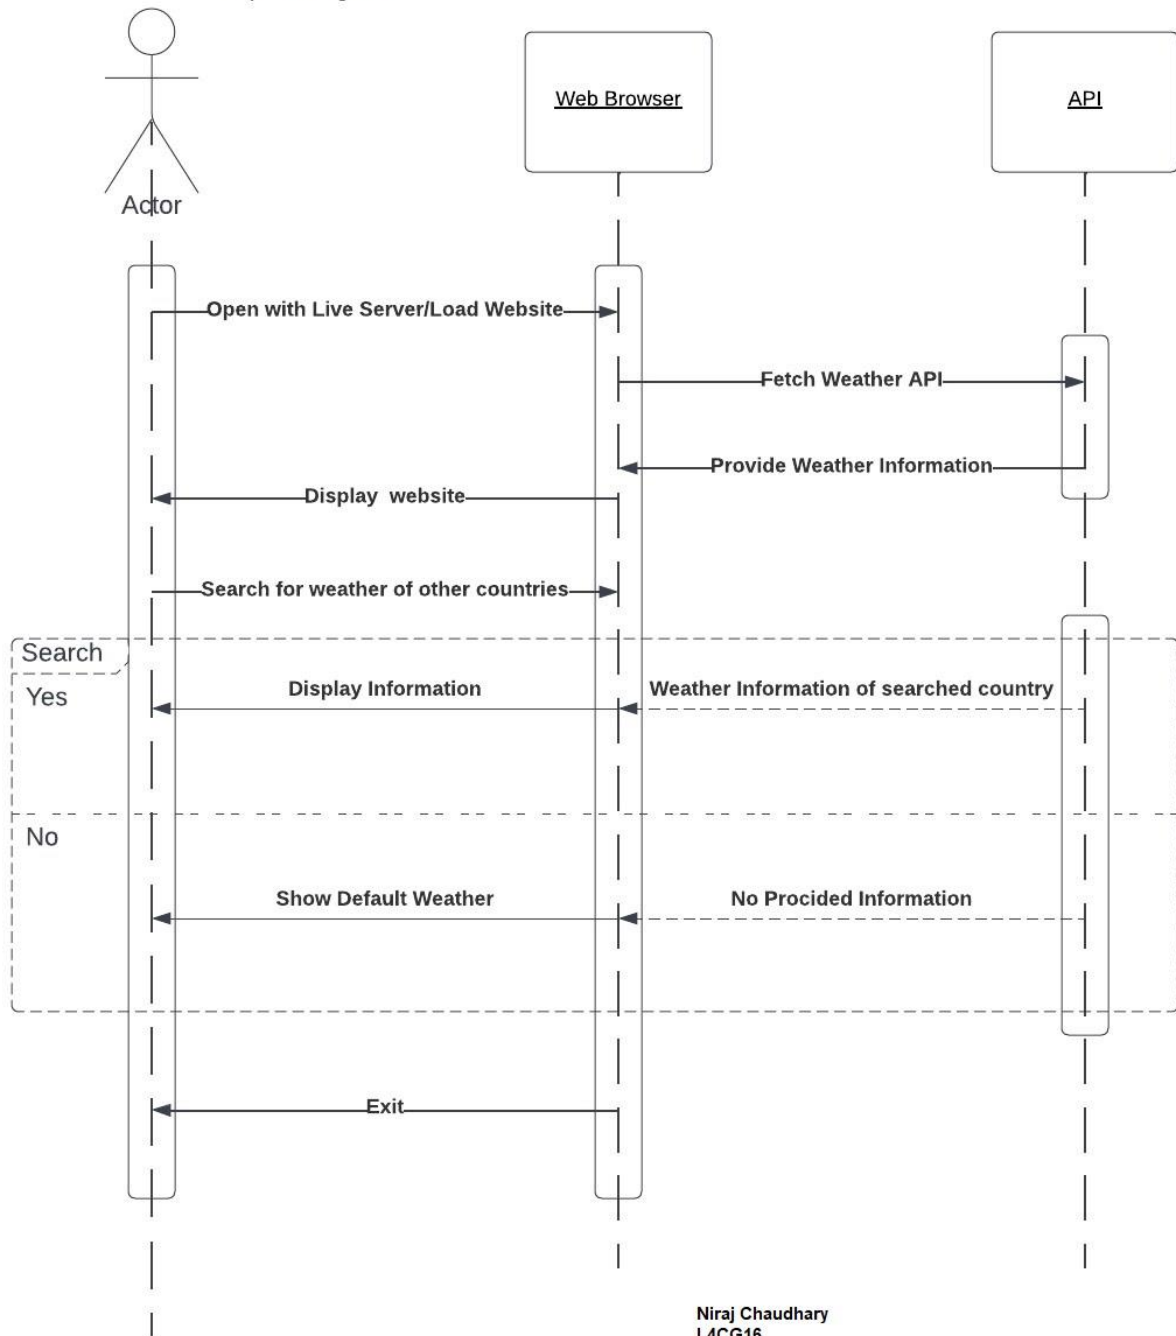 Web Browser
API
Actor
Open with Live Server/Load Website
Fetch Weather API
Provide Weather Information
Display website
Search for weather of other countries
Search
Yes
Display Information
Weather Information of searched country
No
Show Default Weather
No Procided Information
Exit
Niraj Chaudhary
L4CG16